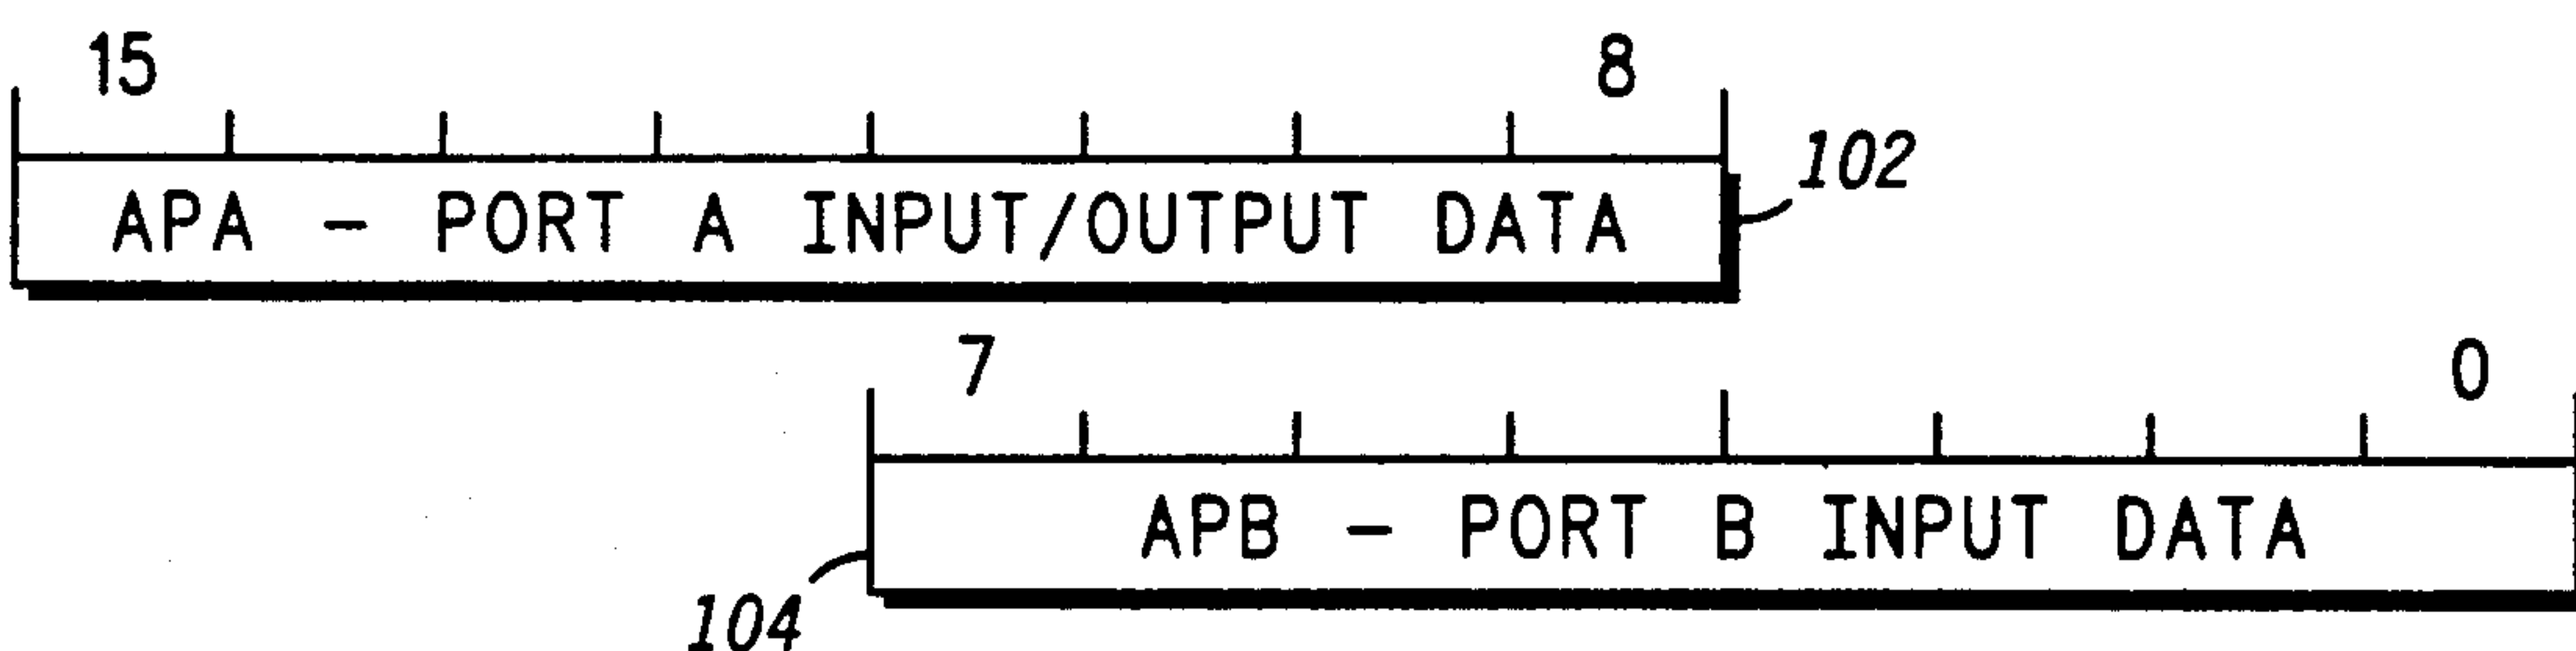 15 8
APA - PORT A INPUT/OUTPUT DATA
102
7 0
APB - PORT B INPUT DATA
104